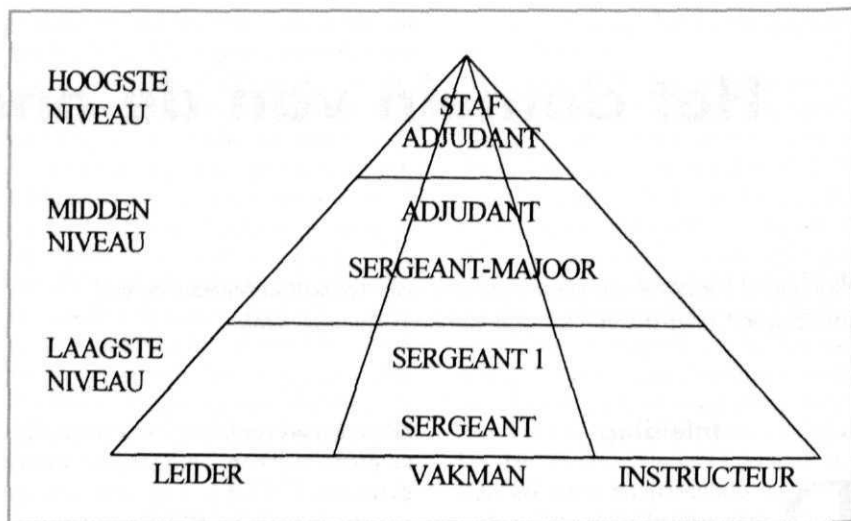 HOOGSTE
NIVEAU
STAF
ADJUDANT
MIDDEN
NIVEAU
ADJUDANT
SERGEANT-MAJOOR
LAAGSTE
NIVEAU
SERGEANT 1
SERGEANT
LEIDER VAKMAN INSTRUCTEUR